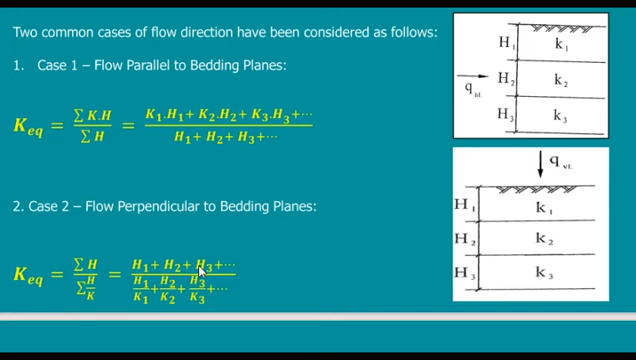 Two common cases of flow direction have been considered as follows:
1. Case 1 – Flow Parallel to Bedding Planes:
K_eq = ∑ K.H / ∑ H = (K₁.H₁ + K₂.H₂ + K₃.H₃ + ⋯) / (H₁ + H₂ + H₃ + ⋯)
2. Case 2 – Flow Perpendicular to Bedding Planes:
K_eq = ∑ H / ∑ (H/K) = (H₁ + H₂ + H₃ + ⋯) / (H₁/K₁ + H₂/K₂ + H₃/K₃ + ⋯)
H₁ k₁
q
H₂ k₂
H₃ k₃
q
H₁ k₁
H₂ k₂
H₃ k₃